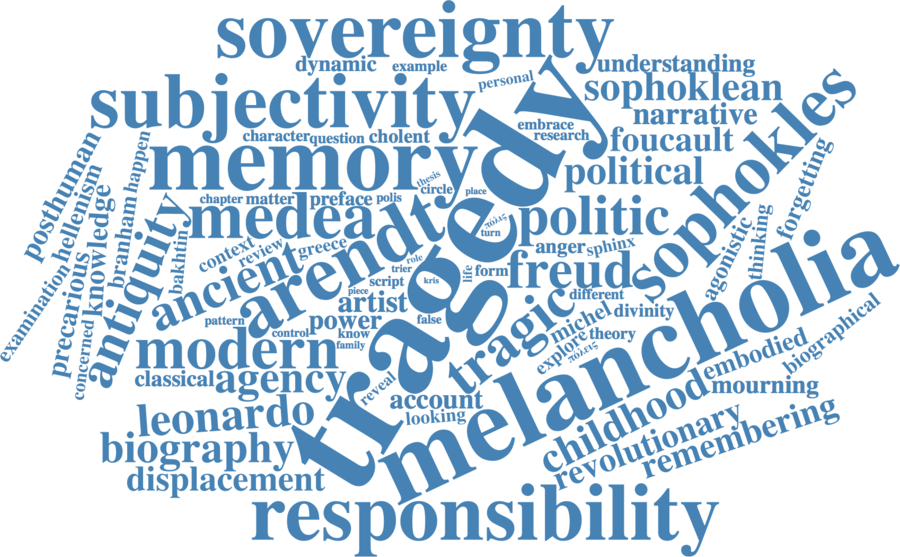 sovereignty
dynamic
example
understanding
personal
subjectivity
sophoklean
narrative
character
question
cholent
embrace
research
foucault
memory
tragedy
sophokles
political
posthuman
hellenism
happen
branham
knowledge
examination
precarious
concerned
antiquity
bakhtin
thesis
circle
place
chapter
matter
preface
polis
medea
arendt
πόλις
turn
politic
forgetting
agonistic
thinking
context
review
greece
anger
sphinx
ancient
role
trier
script
kris
life
form
freud
piece
different
artist
tragic
melancholia
pattern
control
power
false
michel
divinity
know
family
explore
theory
πόλεις
modern
biographical
embodied
classical
agency
reveal
account
looking
childhood
mourning
leonardo
revolutionary
remembering
biography
displacement
responsibility